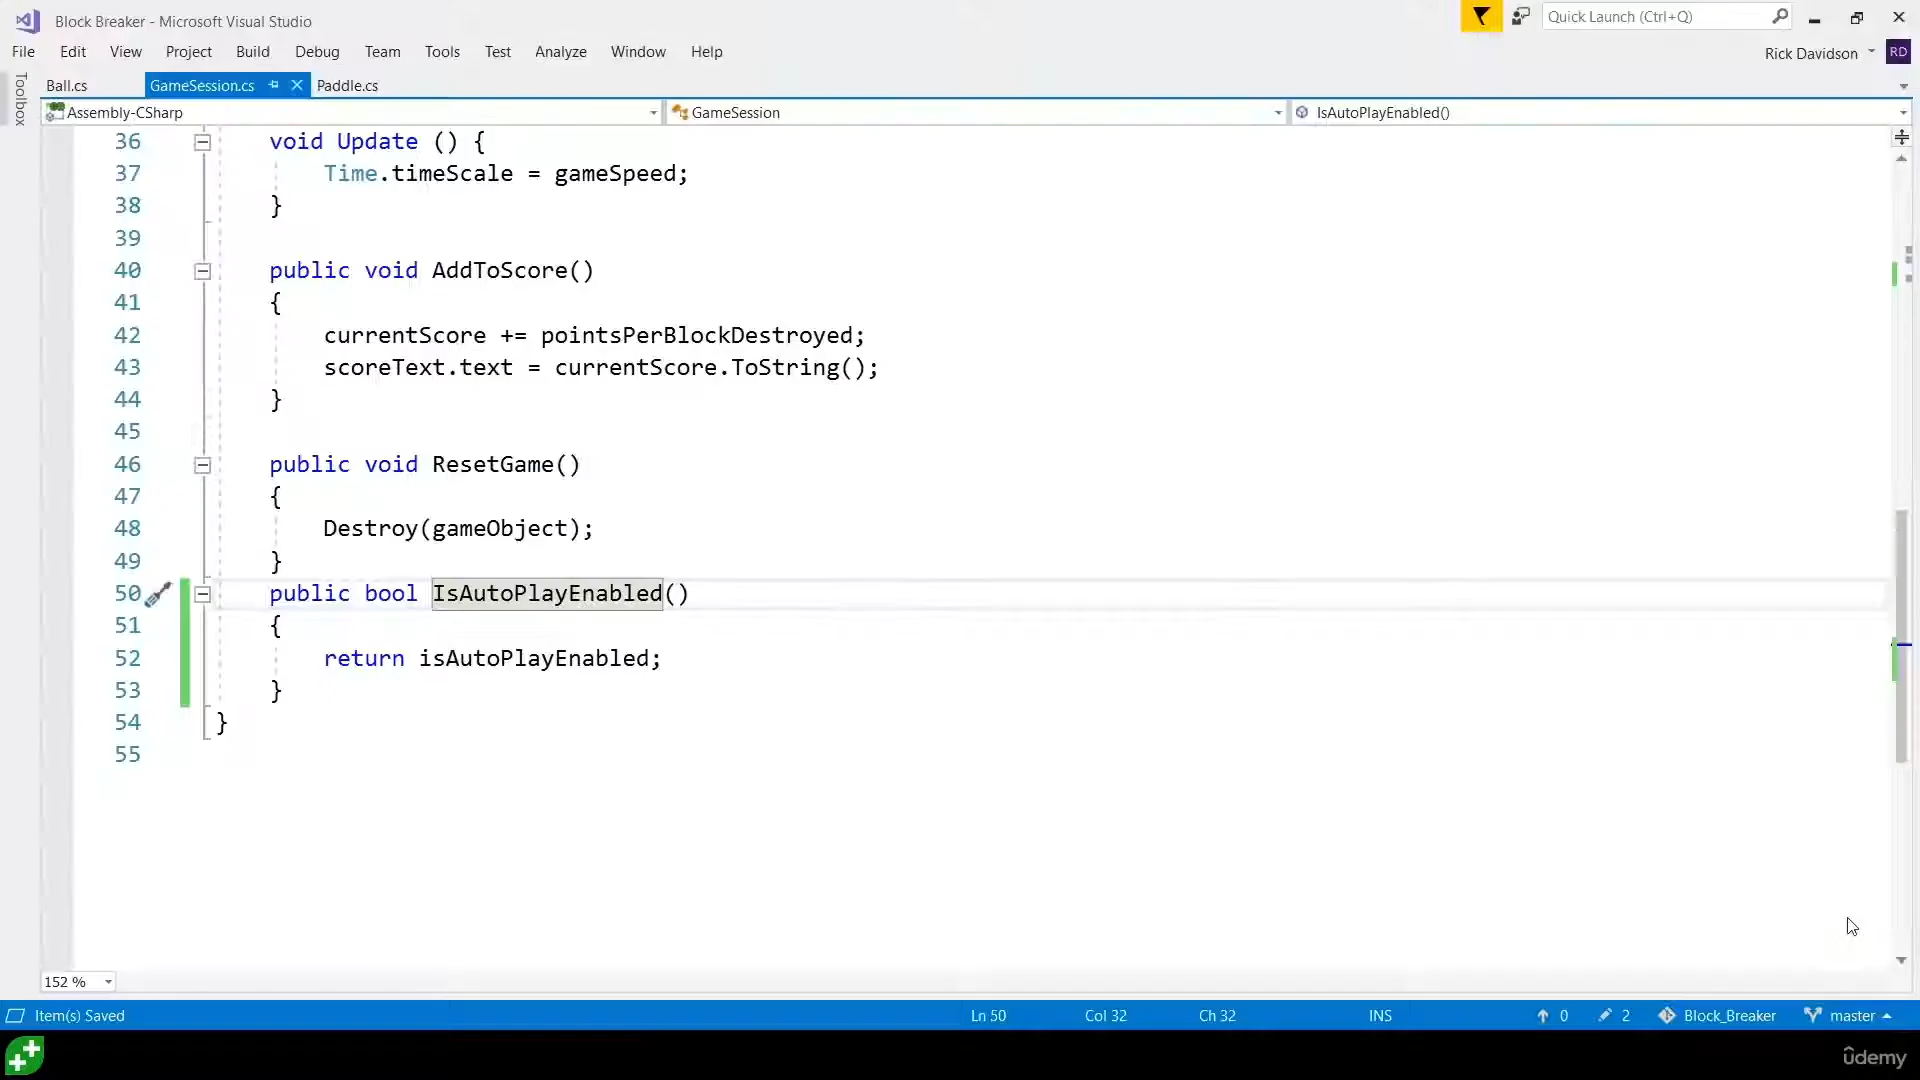 Block Breaker - Microsoft Visual Studio
Quick Launch (Ctrl+Q)
File Edit View Project Build Debug Team Tools Test Analyze Window Help
Rick Davidson RD
Toolbox
Ball.cs GameSession.cs Paddle.cs
Assembly-CSharp GameSession IsAutoPlayEnabled()
36 void Update () {
37 Time.timeScale = gameSpeed;
38 }
39
40 public void AddToScore()
41 {
42 currentScore += pointsPerBlockDestroyed;
43 scoreText.text = currentScore.ToString();
44 }
45
46 public void ResetGame()
47 {
48 Destroy(gameObject);
49 }
50 public bool IsAutoPlayEnabled()
51 {
52 return isAutoPlayEnabled;
53 }
54 }
55
152 %
Item(s) Saved Ln 50 Col 32 Ch 32 INS 0 2 Block_Breaker master
ûdemy